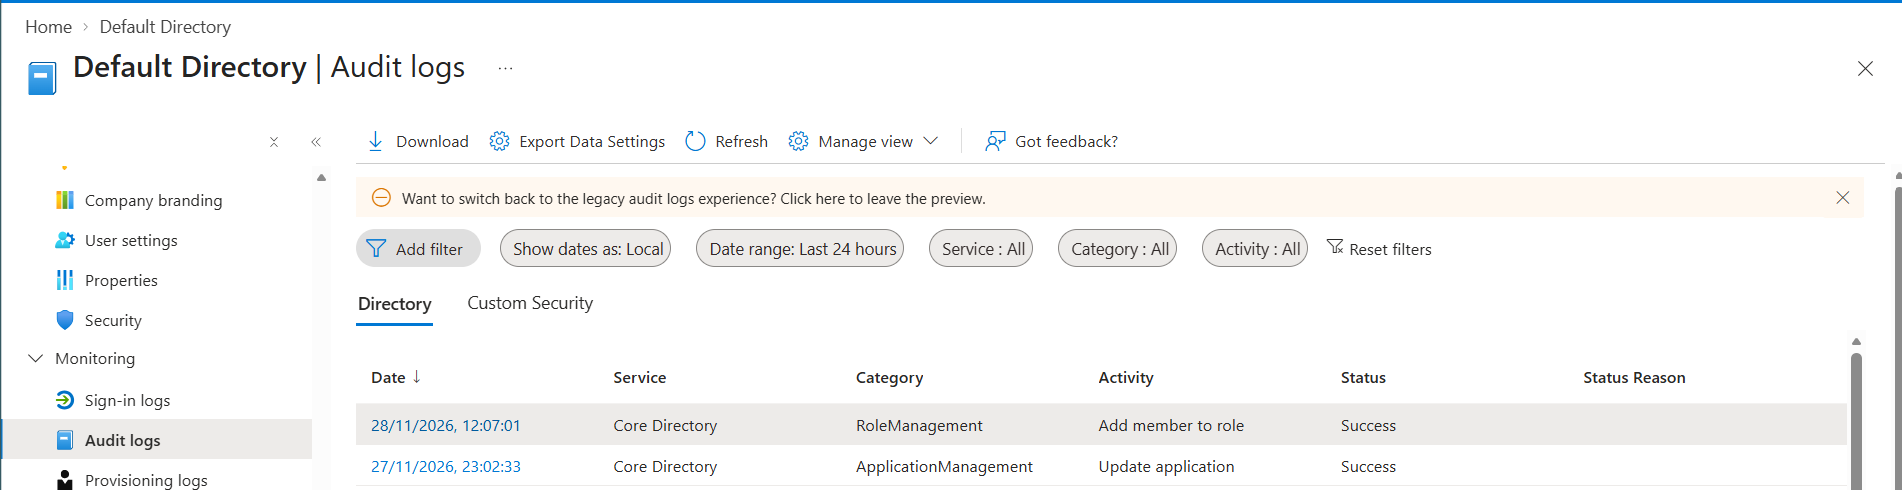 Home > Default Directory
Default Directory | Audit logs ...
Download Export Data Settings Refresh Manage view Got feedback?
Want to switch back to the legacy audit logs experience? Click here to leave the preview.
Add filter Show dates as: Local Date range: Last 24 hours Service : All Category : All Activity : All Reset filters
Directory Custom Security
Company branding
User settings
Properties
Security
Monitoring
Sign-in logs
Audit logs
Provisioning logs
Date ↓ Service Category Activity Status Status Reason
28/11/2026, 12:07:01 Core Directory RoleManagement Add member to role Success
27/11/2026, 23:02:33 Core Directory ApplicationManagement Update application Success